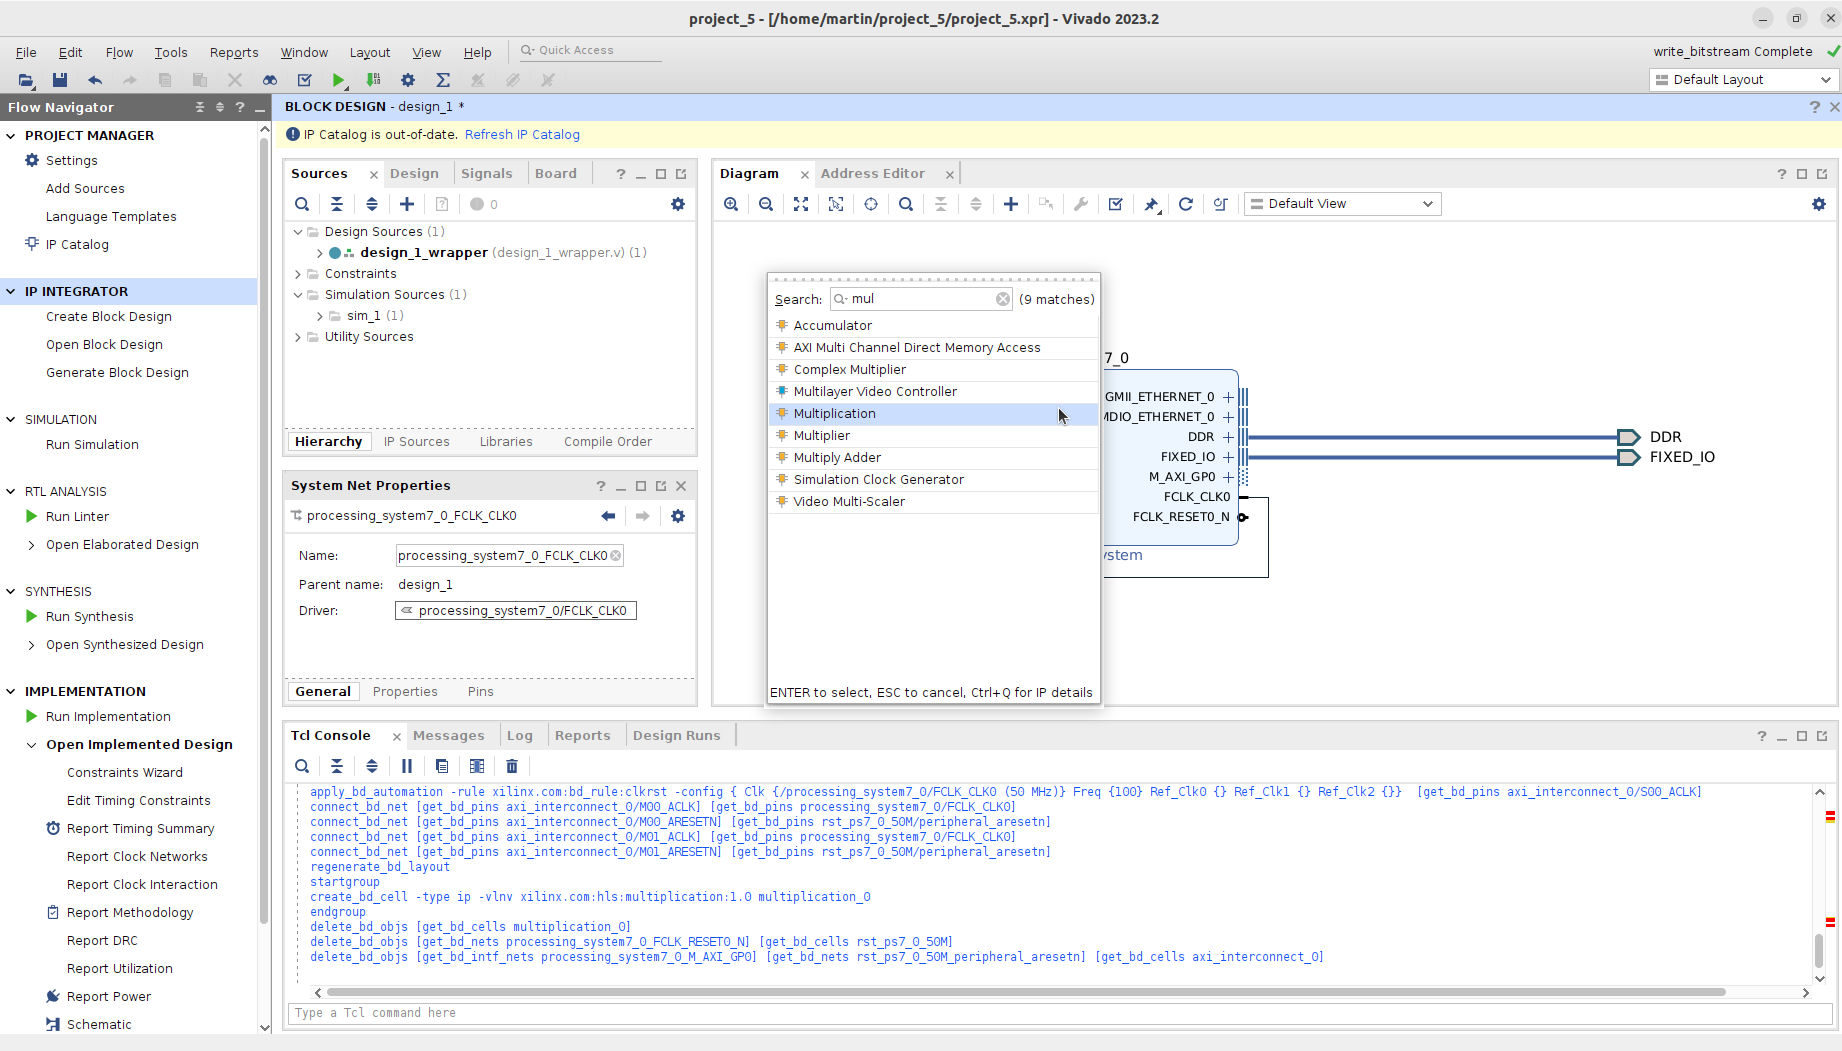 project_5 - [/home/martin/project_5/project_5.xpr] - Vivado 2023.2
File Edit Flow Tools Reports Window Layout View Help Quick Access
write_bitstream Complete
Default Layout
Flow Navigator
PROJECT MANAGER
Settings
Add Sources
Language Templates
IP Catalog
IP INTEGRATOR
Create Block Design
Open Block Design
Generate Block Design
SIMULATION
Run Simulation
RTL ANALYSIS
Run Linter
Open Elaborated Design
SYNTHESIS
Run Synthesis
Open Synthesized Design
IMPLEMENTATION
Run Implementation
Open Implemented Design
Constraints Wizard
Edit Timing Constraints
Report Timing Summary
Report Clock Networks
Report Clock Interaction
Report Methodology
Report DRC
Report Utilization
Report Power
Schematic
BLOCK DESIGN - design_1 *
IP Catalog is out-of-date. Refresh IP Catalog
Sources Design Signals Board
0
Design Sources (1)
design_1_wrapper (design_1_wrapper.v) (1)
Constraints
Simulation Sources (1)
sim_1 (1)
Utility Sources
Hierarchy IP Sources Libraries Compile Order
System Net Properties
processing_system7_0_FCLK_CLK0
Name: processing_system7_0_FCLK_CLK0
Parent name: design_1
Driver: processing_system7_0/FCLK_CLK0
General Properties Pins
Diagram Address Editor
Default View
Search: mul (9 matches)
Accumulator
AXI Multi Channel Direct Memory Access
Complex Multiplier
Multilayer Video Controller
Multiplication
Multiplier
Multiply Adder
Simulation Clock Generator
Video Multi-Scaler
ENTER to select, ESC to cancel, Ctrl+Q for IP details
7_0
GMII_ETHERNET_0
MDIO_ETHERNET_0
DDR
FIXED_IO
M_AXI_GP0
FCLK_CLK0
FCLK_RESET0_N
ystem
DDR
FIXED_IO
Tcl Console Messages Log Reports Design Runs
apply_bd_automation -rule xilinx.com:bd_rule:clkrst -config { Clk {/processing_system7_0/FCLK_CLK0 (50 MHz)} Freq {100} Ref_Clk0 {} Ref_Clk1 {} Ref_Clk2 {}}  [get_bd_pins axi_interconnect_0/S00_ACLK]
connect_bd_net [get_bd_pins axi_interconnect_0/M00_ACLK] [get_bd_pins processing_system7_0/FCLK_CLK0]
connect_bd_net [get_bd_pins axi_interconnect_0/M00_ARESETN] [get_bd_pins rst_ps7_0_50M/peripheral_aresetn]
connect_bd_net [get_bd_pins axi_interconnect_0/M01_ACLK] [get_bd_pins processing_system7_0/FCLK_CLK0]
connect_bd_net [get_bd_pins axi_interconnect_0/M01_ARESETN] [get_bd_pins rst_ps7_0_50M/peripheral_aresetn]
regenerate_bd_layout
startgroup
create_bd_cell -type ip -vlnv xilinx.com:hls:multiplication:1.0 multiplication_0
endgroup
delete_bd_objs [get_bd_cells multiplication_0]
delete_bd_objs [get_bd_nets processing_system7_0_FCLK_RESET0_N] [get_bd_cells rst_ps7_0_50M]
delete_bd_objs [get_bd_intf_nets processing_system7_0_M_AXI_GP0] [get_bd_nets rst_ps7_0_50M_peripheral_aresetn] [get_bd_cells axi_interconnect_0]
Type a Tcl command here